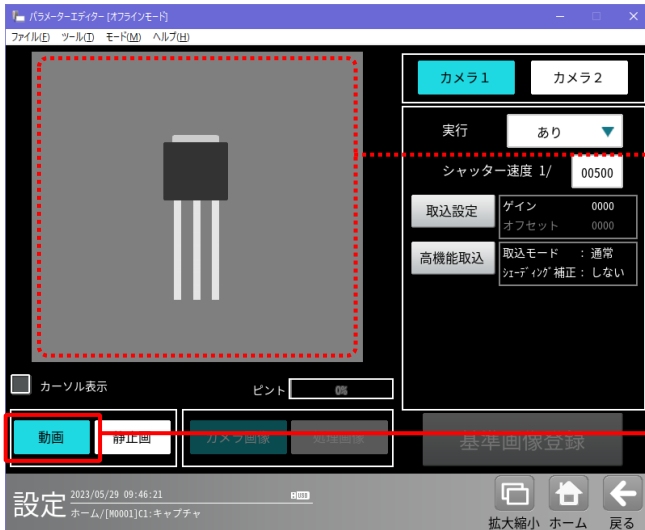 パラメーターエディター [オフラインモード]
ファイル(F) ツール(T) モード(M) ヘルプ(H)
カメラ1 カメラ2
実行 あり
シャッター速度 1/ 00500
取込設定 ゲイン 0000
オフセット 0000
高機能取込 取込モード : 通常
シェーディング補正 : しない
カーソル表示
ピント 0%
動画 静止画 カメラ画像 処理画像
基準画像登録
設定 2023/05/29 09:46:21
ホーム/[M0001]C1:キャプチャ
拡大縮小 ホーム 戻る